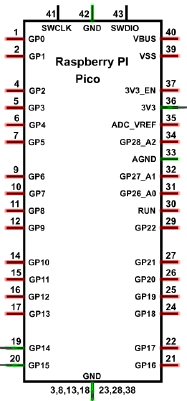 41 42 43
SWCLK GND SWDIO
1 GP0 VBUS 40
2 GP1 VSS 39
Raspberry PI
Pico
4 GP2 3V3_EN 37
5 GP3 3V3 36
6 GP4 ADC_VREF 35
7 GP5 GP28_A2 34
AGND 33
9 GP6 GP27_A1 32
10 GP7 GP26_A0 31
11 GP8 RUN 30
12 GP9 GP22 29
14 GP10 GP21 27
15 GP11 GP20 26
16 GP12 GP19 25
17 GP13 GP18 24
19 GP14 GP17 22
20 GP15 GP16 21
GND
3,8,13,18 23,28,38